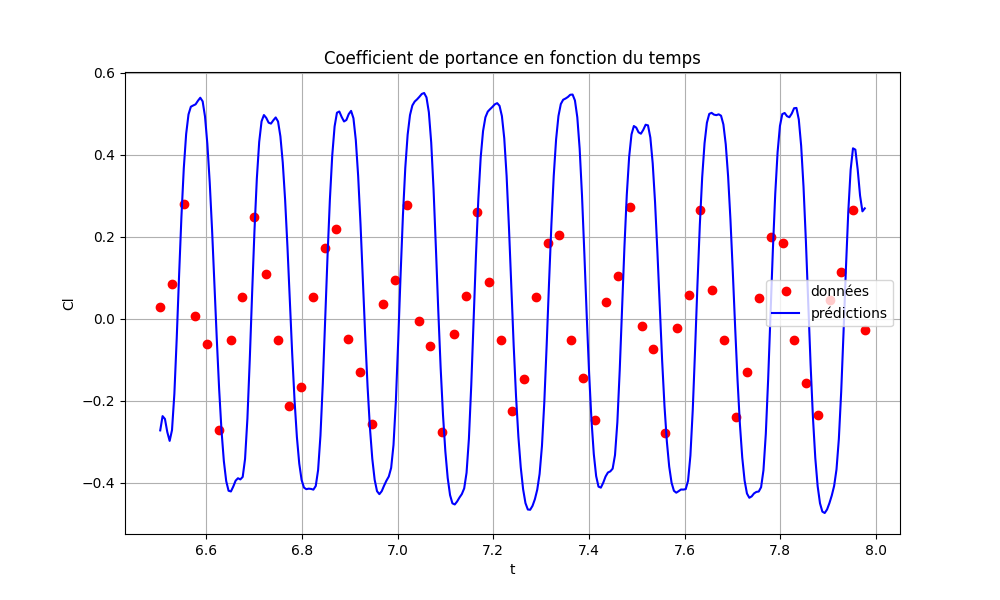 Coefficient de portance en fonction du temps
0.6
0.4
0.2
0.0
−0.2
−0.4
Cl
données
prédictions
6.6 6.8 7.0 7.2 7.4 7.6 7.8 8.0
t